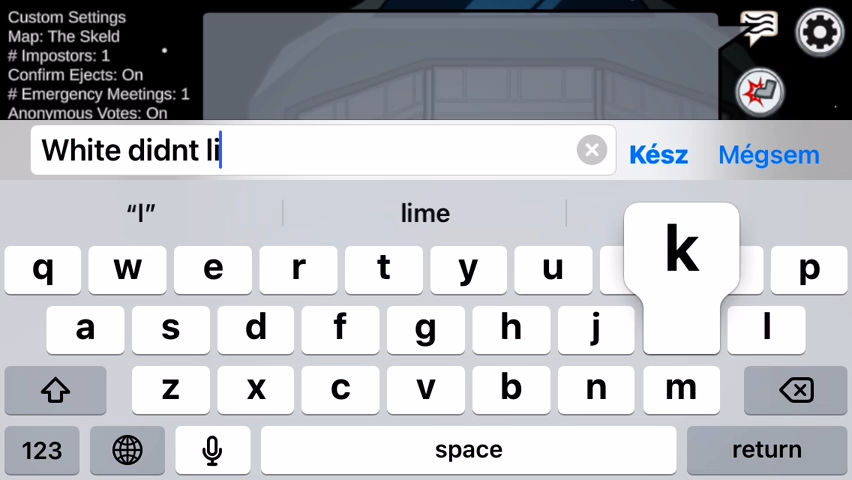 Custom Settings
Map: The Skeld
# Impostors: 1
Confirm Ejects: On
# Emergency Meetings: 1
Anonymous Votes: On
White didnt li
Kész Mégsem
“l” lime
k
q w e r t y u p
a s d f g h j l
z x c v b n m
123 space return